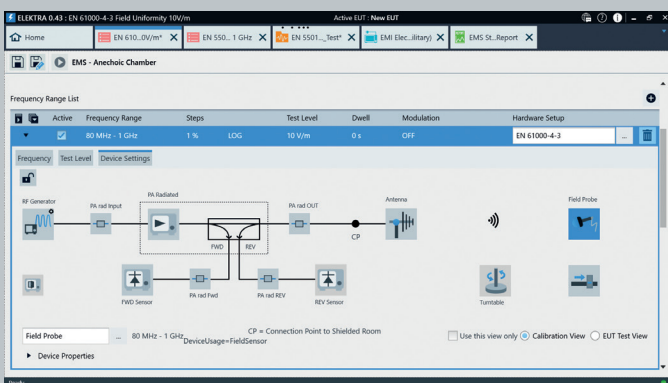 ELEKTRA 0.43 : EN 61000-4-3 Field Uniformity 10V/m Active EUT : New EUT
Home EN 610...0V/m* EN 550... 1 GHz EN 5501..._Test* EMI Elec...ilitary) EMS St...Report
EMS - Anechoic Chamber
Frequency Range List
Active Frequency Range Steps Test Level Dwell Modulation Hardware Setup
80 MHz - 1 GHz 1 % LOG 10 V/m 0 s OFF EN 61000-4-3 ...
Frequency Test Level Device Settings
RF Generator PA rad Input PA Radiated PA rad OUT Antenna Field Probe
FWD REV CP
FWD Sensor PA rad Fwd PA rad REV REV Sensor Turntable
Field Probe ... 80 MHz - 1 GHz CP = Connection Point to Shielded Room Use this view only Calibration View EUT Test View
DeviceUsage=FieldSensor
Device Properties
Ready